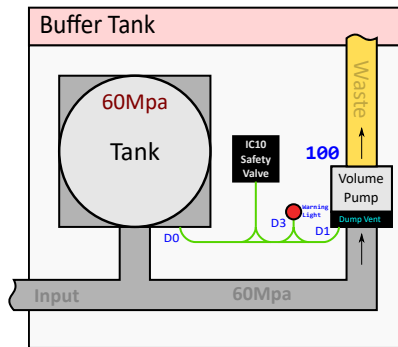 Buffer Tank
60Mpa
Tank
IC10
Safety
Valve
100
Waste
Volume
Pump
Dump Vent
Warning
Light
D0
D3
D1
Input
60Mpa